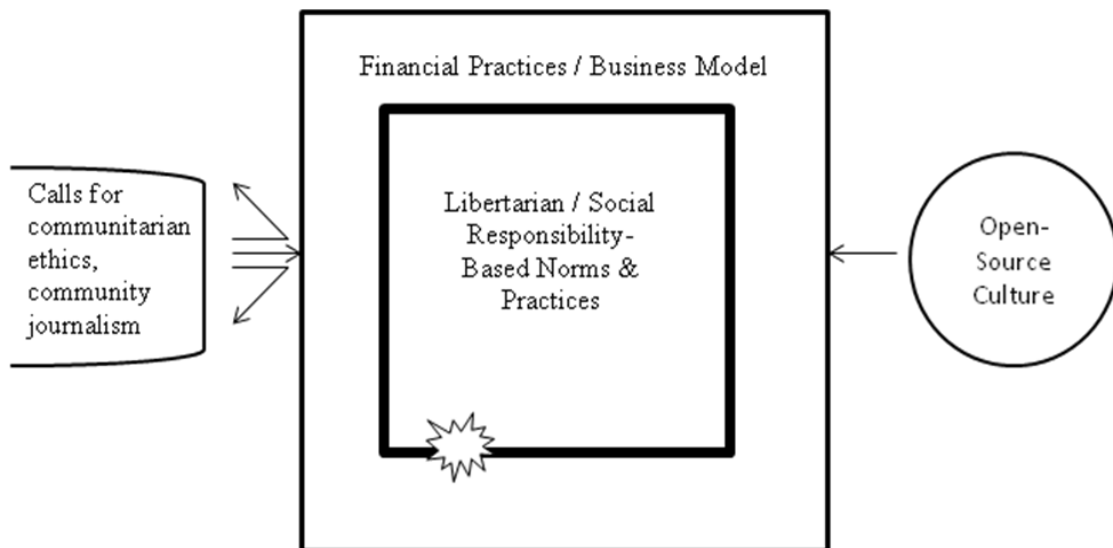 Financial Practices / Business Model
Calls for
communitarian
ethics,
community
journalism
Libertarian / Social
Responsibility-
Based Norms &
Practices
Open-
Source
Culture